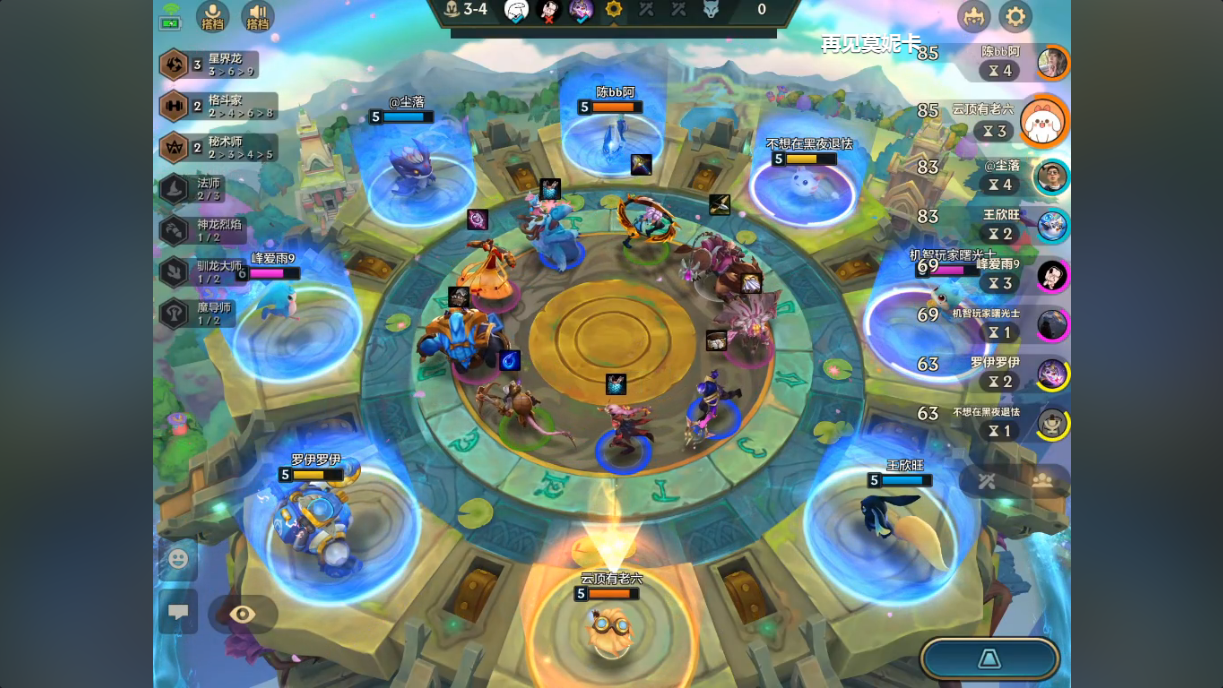 搭档
搭档
3-4
0
再见莫妮卡
3
星界龙
3 > 6 > 9
2
格斗家
2 > 4 > 6 > 8
2
秘术师
2 > 3 > 4 > 5
法师
2 / 3
神龙烈焰
1 / 2
驯龙大师
1 / 2
魔导师
1 / 2
@尘落
5
陈bb阿
5
不想在黑夜退怯
5
峰爱雨9
6
机智玩家曙光士
罗伊罗伊
5
王欣旺
5
云顶有老六
5
85
陈bb阿
4
85
云顶有老六
3
83
@尘落
4
83
王欣旺
2
69
峰爱雨9
3
69
机智玩家曙光士
1
63
罗伊罗伊
2
63
不想在黑夜退怯
1